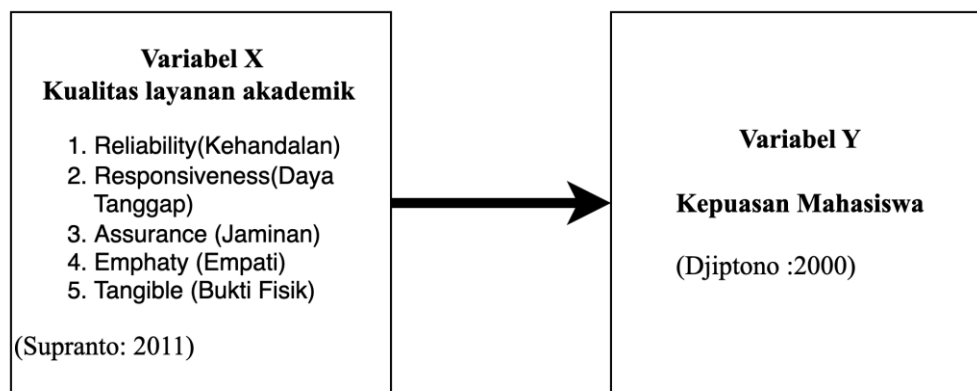 Variabel X
Kualitas layanan akademik
1. Reliability(Kehandalan)
2. Responsiveness(Daya
Tanggap)
3. Assurance (Jaminan)
4. Emphaty (Empati)
5. Tangible (Bukti Fisik)
(Supranto: 2011)
Variabel Y
Kepuasan Mahasiswa
(Djiptono :2000)